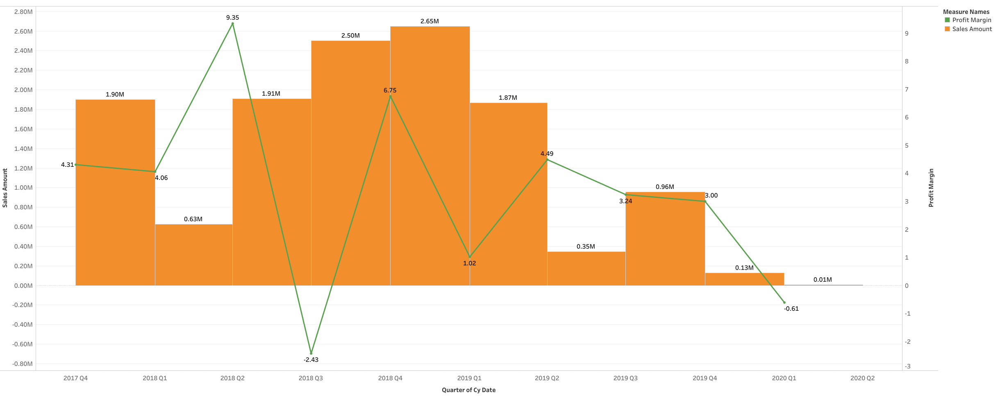 Measure Names
Profit Margin
Sales Amount
Sales Amount
2.80M
2.60M
2.40M
2.20M
2.00M
1.80M
1.60M
1.40M
1.20M
1.00M
0.80M
0.60M
0.40M
0.20M
0.00M
-0.20M
-0.40M
-0.60M
-0.80M
1.90M
0.63M
1.91M
2.50M
2.65M
1.87M
0.35M
0.96M
0.13M
0.01M
4.31
4.06
9.35
-2.43
6.75
1.02
4.49
3.24
3.00
-0.61
9
8
7
6
5
4
3
2
1
0
-1
-2
-3
Profit Margin
2017 Q4 2018 Q1 2018 Q2 2018 Q3 2018 Q4 2019 Q1 2019 Q2 2019 Q3 2019 Q4 2020 Q1 2020 Q2
Quarter of Cy Date